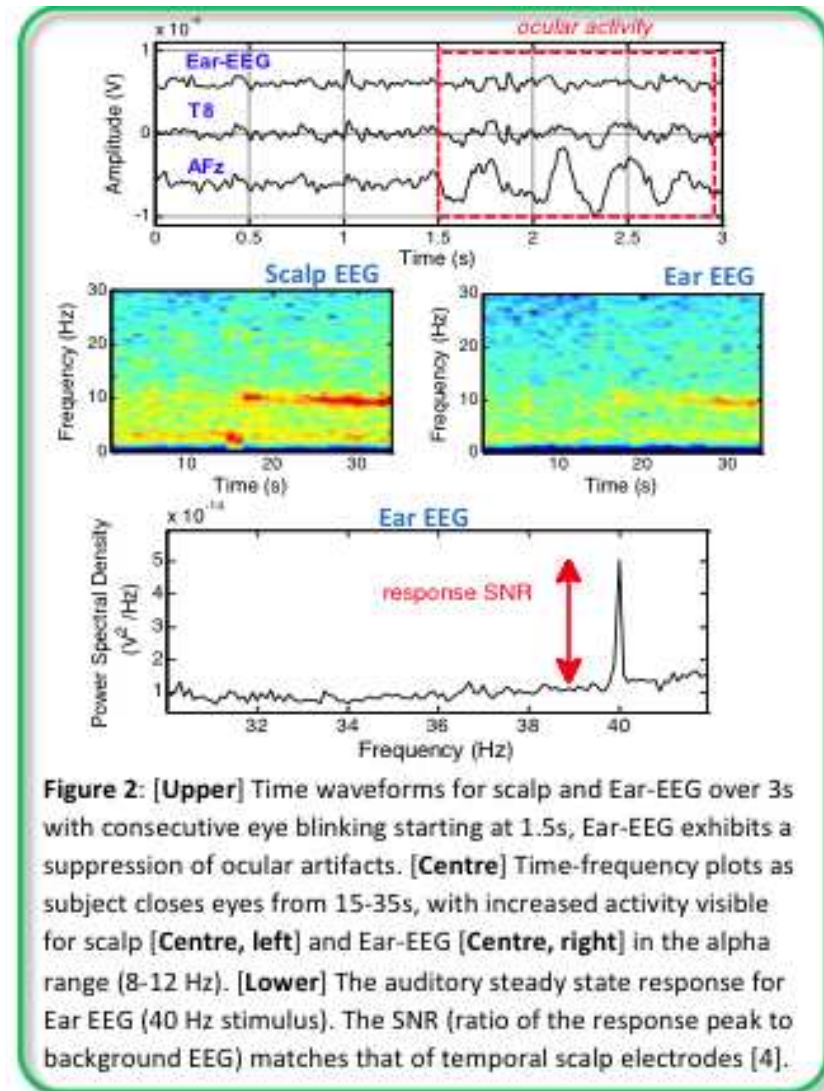 x 10
ocular activity
1
Ear-EEG
T8
0
AFz
-1
Amplitude (V)
0 0.5 1 1.5 2 2.5 3
Time (s)
Scalp EEG
Ear EEG
30
20
10
0
Frequency (Hz)
10 20 30
Time (s)
30
20
10
0
Frequency (Hz)
10 20 30
Time (s)
x 10⁻¹⁴
Ear EEG
5
4
3
2
1
Power Spectral Density
(V² /Hz)
response SNR
32 34 36 38 40
Frequency (Hz)
Figure 2: [Upper] Time waveforms for scalp and Ear-EEG over 3s
with consecutive eye blinking starting at 1.5s, Ear-EEG exhibits a
suppression of ocular artifacts. [Centre] Time-frequency plots as
subject closes eyes from 15-35s, with increased activity visible
for scalp [Centre, left] and Ear-EEG [Centre, right] in the alpha
range (8-12 Hz). [Lower] The auditory steady state response for
Ear EEG (40 Hz stimulus). The SNR (ratio of the response peak to
background EEG) matches that of temporal scalp electrodes [4].